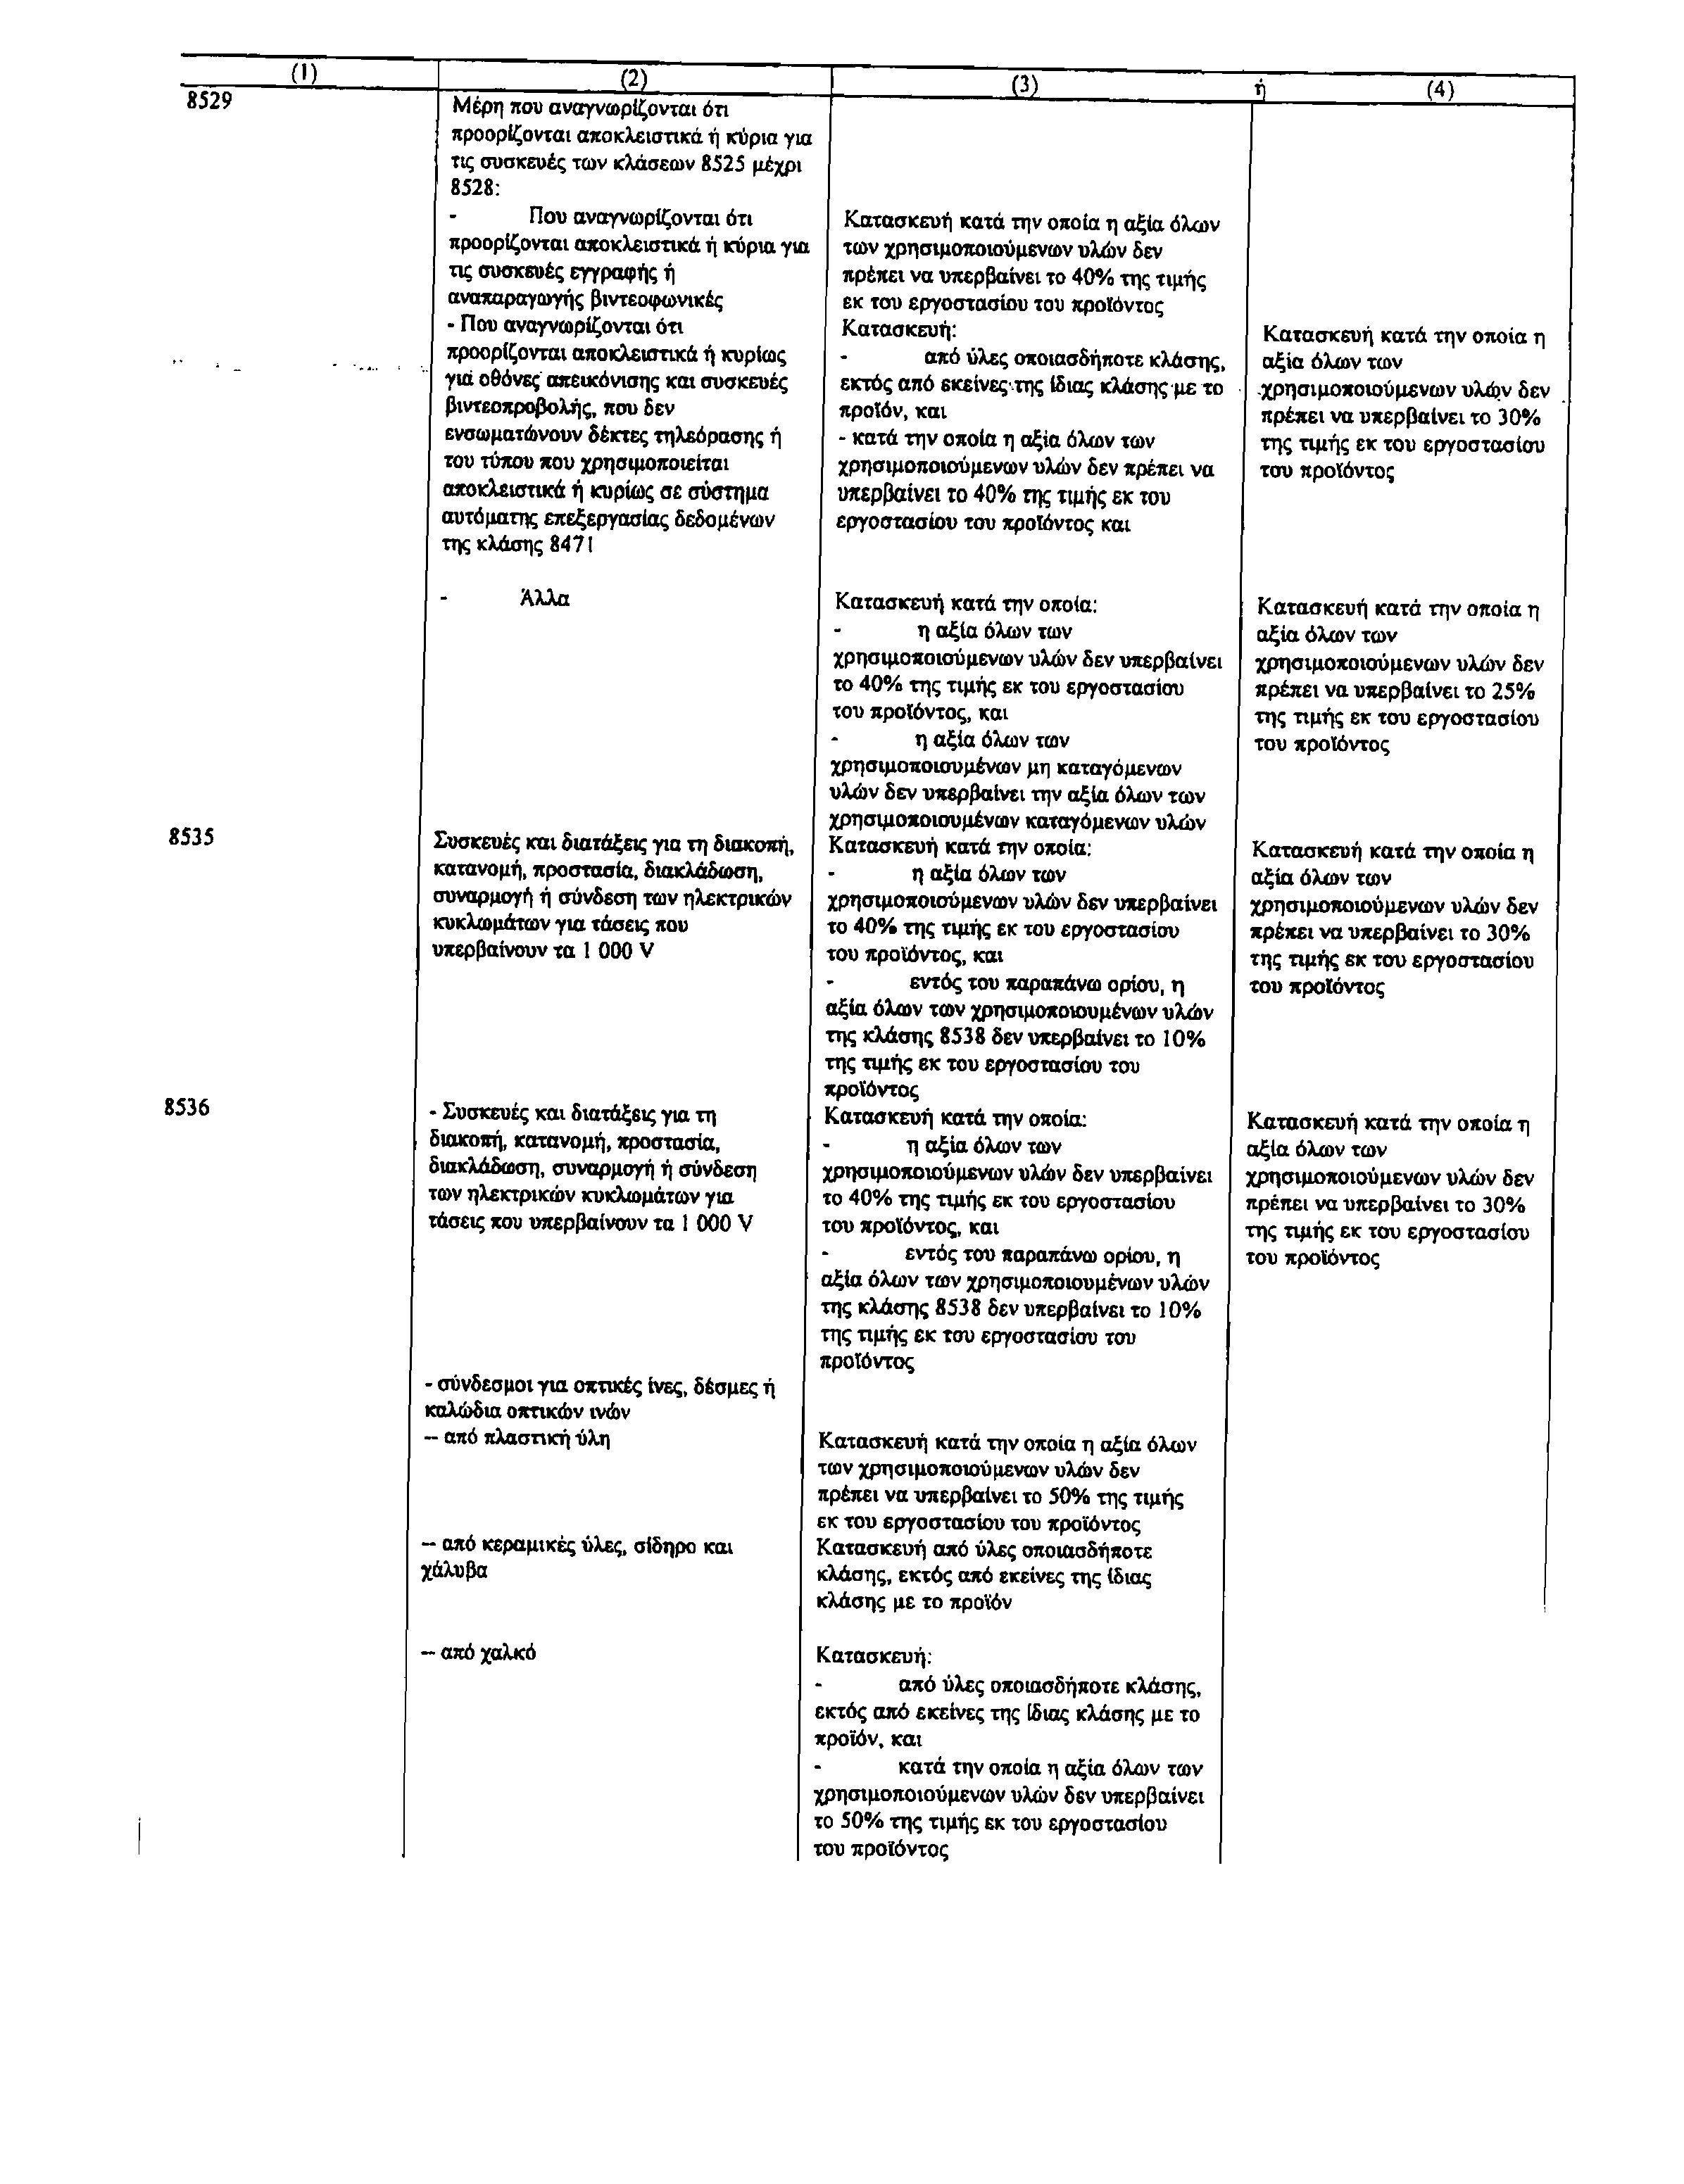 (1) (2) (3) ή (4)
8529
Μέρη που αναγνωρίζονται ότι
προορίζονται αποκλειστικά ή κύρια για
τις συσκευές των κλάσεων 8525 μέχρι
8528:
- Που αναγνωρίζονται ότι
προορίζονται αποκλειστικά ή κύρια για
τις συσκευές εγγραφής ή
αναπαραγωγής βιντεοφωνικές
Κατασκευή κατά την οποία η αξία όλων
των χρησιμοποιούμενων υλών δεν
πρέπει να υπερβαίνει το 40% της τιμής
εκ του εργοστασίου του προϊόντος
- Που αναγνωρίζονται ότι
προορίζονται αποκλειστικά ή κυρίως
για οθόνες απεικόνισης και συσκευές
βιντεοπροβολής, που δεν
ενσωματώνουν δέκτες τηλεόρασης ή
του τύπου που χρησιμοποιείται
αποκλειστικά ή κυρίως σε σύστημα
αυτόματης επεξεργασίας δεδομένων
της κλάσης 8471
Κατασκευή:
- από ύλες οποιασδήποτε κλάσης,
εκτός από εκείνες της ίδιας κλάσης με το
προϊόν, και
- κατά την οποία η αξία όλων των
χρησιμοποιούμενων υλών δεν πρέπει να
υπερβαίνει το 40% της τιμής εκ του
εργοστασίου του προϊόντος και
Κατασκευή κατά την οποία η
αξία όλων των
χρησιμοποιούμενων υλών δεν
πρέπει να υπερβαίνει το 30%
της τιμής εκ του εργοστασίου
του προϊόντος
- Άλλα
Κατασκευή κατά την οποία:
- η αξία όλων των
χρησιμοποιούμενων υλών δεν υπερβαίνει
το 40% της τιμής εκ του εργοστασίου
του προϊόντος, και
- η αξία όλων των
χρησιμοποιουμένων μη καταγόμενων
υλών δεν υπερβαίνει την αξία όλων των
χρησιμοποιουμένων καταγόμενων υλών
Κατασκευή κατά την οποία η
αξία όλων των
χρησιμοποιούμενων υλών δεν
πρέπει να υπερβαίνει το 25%
της τιμής εκ του εργοστασίου
του προϊόντος
8535
Συσκευές και διατάξεις για τη διακοπή,
κατανομή, προστασία, διακλάδωση,
συναρμογή ή σύνδεση των ηλεκτρικών
κυκλωμάτων για τάσεις που
υπερβαίνουν τα 1 000 V
Κατασκευή κατά την οποία:
- η αξία όλων των
χρησιμοποιούμενων υλών δεν υπερβαίνει
το 40% της τιμής εκ του εργοστασίου
του προϊόντος, και
- εντός του παραπάνω ορίου, η
αξία όλων των χρησιμοποιουμένων υλών
της κλάσης 8538 δεν υπερβαίνει το 10%
της τιμής εκ του εργοστασίου του
προϊόντος
Κατασκευή κατά την οποία η
αξία όλων των
χρησιμοποιούμενων υλών δεν
πρέπει να υπερβαίνει το 30%
της τιμής εκ του εργοστασίου
του προϊόντος
8536
- Συσκευές και διατάξεις για τη
διακοπή, κατανομή, προστασία,
διακλάδωση, συναρμογή ή σύνδεση
των ηλεκτρικών κυκλωμάτων για
τάσεις που υπερβαίνουν τα 1 000 V
Κατασκευή κατά την οποία:
- η αξία όλων των
χρησιμοποιούμενων υλών δεν υπερβαίνει
το 40% της τιμής εκ του εργοστασίου
του προϊόντος, και
- εντός του παραπάνω ορίου, η
αξία όλων των χρησιμοποιουμένων υλών
της κλάσης 8538 δεν υπερβαίνει το 10%
της τιμής εκ του εργοστασίου του
προϊόντος
Κατασκευή κατά την οποία η
αξία όλων των
χρησιμοποιούμενων υλών δεν
πρέπει να υπερβαίνει το 30%
της τιμής εκ του εργοστασίου
του προϊόντος
- σύνδεσμοι για οπτικές ίνες, δέσμες ή
καλώδια οπτικών ινών
-- από πλαστική ύλη
Κατασκευή κατά την οποία η αξία όλων
των χρησιμοποιούμενων υλών δεν
πρέπει να υπερβαίνει το 50% της τιμής
εκ του εργοστασίου του προϊόντος
-- από κεραμικές ύλες, σίδηρο και
χάλυβα
Κατασκευή από ύλες οποιασδήποτε
κλάσης, εκτός από εκείνες της ίδιας
κλάσης με το προϊόν
-- από χαλκό
Κατασκευή:
- από ύλες οποιασδήποτε κλάσης,
εκτός από εκείνες της ίδιας κλάσης με το
προϊόν, και
- κατά την οποία η αξία όλων των
χρησιμοποιούμενων υλών δεν υπερβαίνει
το 50% της τιμής εκ του εργοστασίου
του προϊόντος